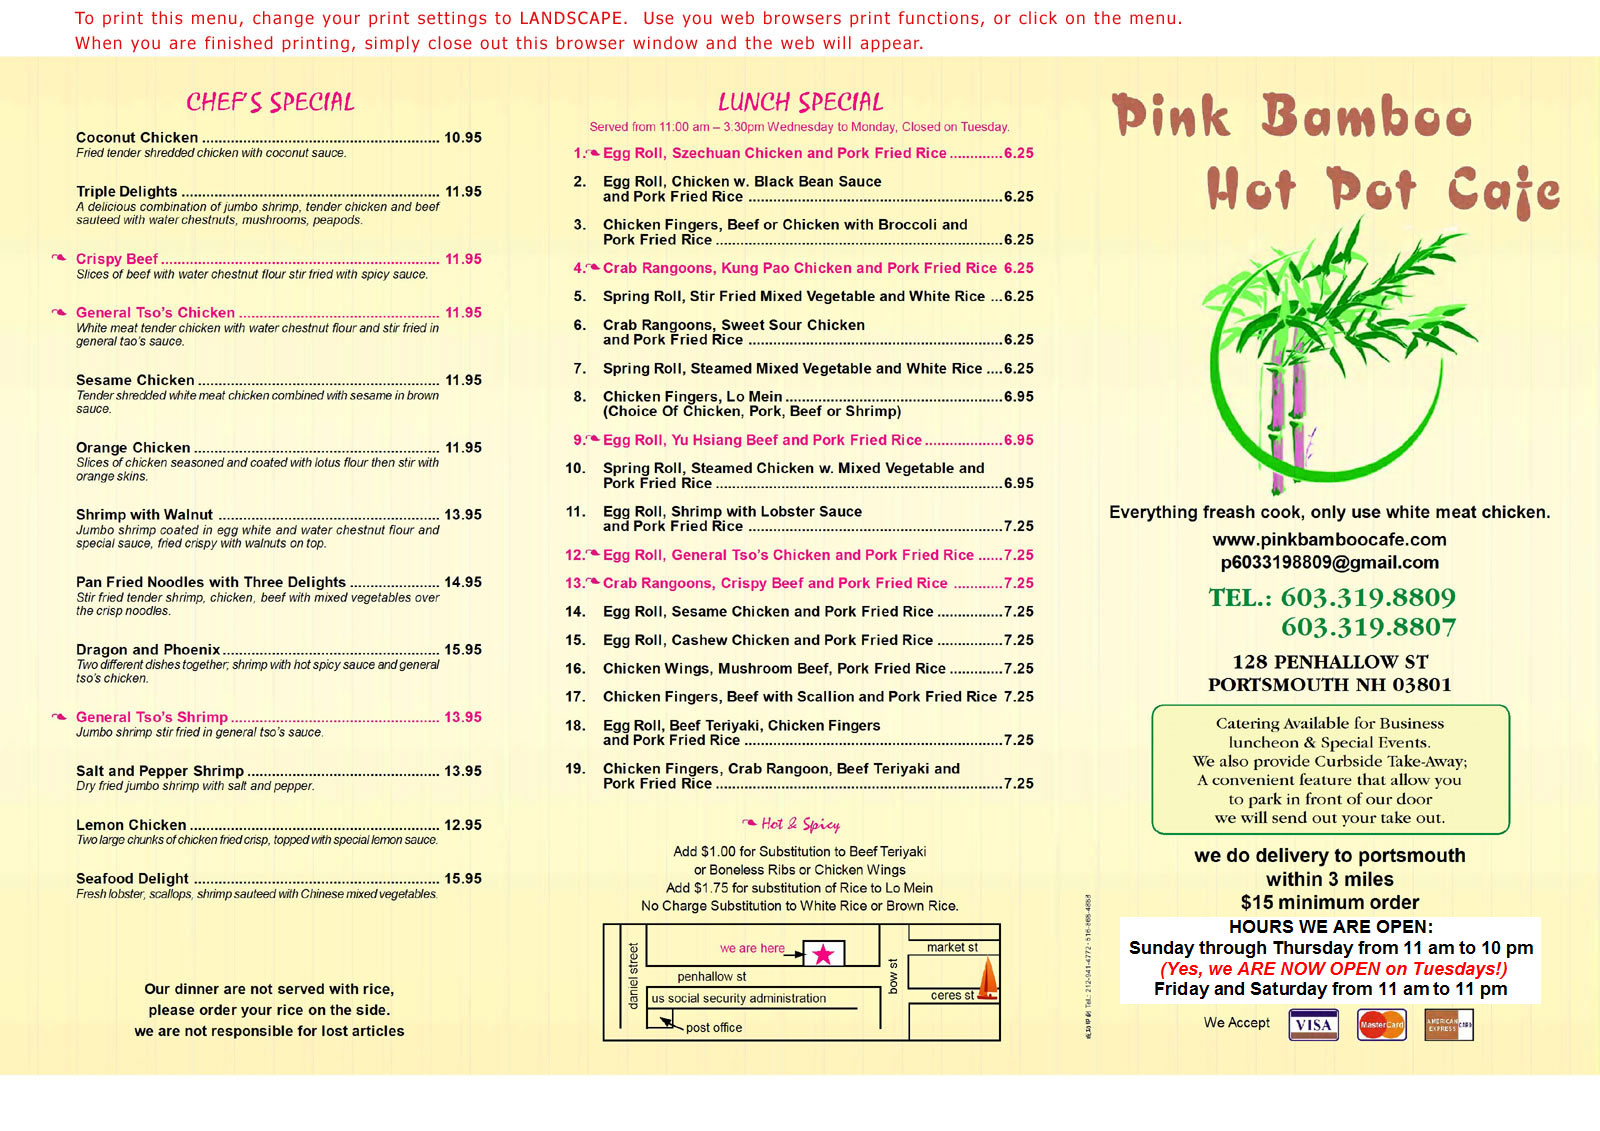 To print this menu, change your print settings to LANDSCAPE. Use you web browsers print functions, or click on the menu.
When you are finished printing, simply close out this browser window and the web will appear.
CHEF'S SPECIAL
Coconut Chicken 10.95
Fried tender shredded chicken with coconut sauce.
Triple Delights 11.95
A delicious combination of jumbo shrimp, tender chicken and beef
sauteed with water chestnuts, mushrooms, peapods.
Crispy Beef 11.95
Slices of beef with water chestnut flour stir fried with spicy sauce.
General Tso's Chicken 11.95
White meat tender chicken with water chestnut flour and stir fried in
general tao's sauce.
Sesame Chicken 11.95
Tender shredded white meat chicken combined with sesame in brown
sauce.
Orange Chicken 11.95
Slices of chicken seasoned and coated with lotus flour then stir with
orange skins.
Shrimp with Walnut 13.95
Jumbo shrimp coated in egg white and water chestnut flour and
special sauce, fried crispy with walnuts on top.
Pan Fried Noodles with Three Delights 14.95
Stir fried tender shrimp, chicken, beef with mixed vegetables over
the crisp noodles.
Dragon and Phoenix 15.95
Two different dishes together; shrimp with hot spicy sauce and general
tso's chicken.
General Tso's Shrimp 13.95
Jumbo shrimp stir fried in general tso's sauce.
Salt and Pepper Shrimp 13.95
Dry fried jumbo shrimp with salt and pepper.
Lemon Chicken 12.95
Two large chunks of chicken fried crisp, topped with special lemon sauce.
Seafood Delight 15.95
Fresh lobster, scallops, shrimp sauteed with Chinese mixed vegetables.
Our dinner are not served with rice,
please order your rice on the side.
we are not responsible for lost articles
LUNCH SPECIAL
Served from 11:00 am – 3:30pm Wednesday to Monday, Closed on Tuesday.
1. Egg Roll, Szechuan Chicken and Pork Fried Rice 6.25
2. Egg Roll, Chicken w. Black Bean Sauce
and Pork Fried Rice 6.25
3. Chicken Fingers, Beef or Chicken with Broccoli and
Pork Fried Rice 6.25
4. Crab Rangoons, Kung Pao Chicken and Pork Fried Rice 6.25
5. Spring Roll, Stir Fried Mixed Vegetable and White Rice 6.25
6. Crab Rangoons, Sweet Sour Chicken
and Pork Fried Rice 6.25
7. Spring Roll, Steamed Mixed Vegetable and White Rice 6.25
8. Chicken Fingers, Lo Mein 6.95
(Choice Of Chicken, Pork, Beef or Shrimp)
9. Egg Roll, Yu Hsiang Beef and Pork Fried Rice 6.95
10. Spring Roll, Steamed Chicken w. Mixed Vegetable and
Pork Fried Rice 6.95
11. Egg Roll, Shrimp with Lobster Sauce
and Pork Fried Rice 7.25
12. Egg Roll, General Tso's Chicken and Pork Fried Rice 7.25
13. Crab Rangoons, Crispy Beef and Pork Fried Rice 7.25
14. Egg Roll, Sesame Chicken and Pork Fried Rice 7.25
15. Egg Roll, Cashew Chicken and Pork Fried Rice 7.25
16. Chicken Wings, Mushroom Beef, Pork Fried Rice 7.25
17. Chicken Fingers, Beef with Scallion and Pork Fried Rice 7.25
18. Egg Roll, Beef Teriyaki, Chicken Fingers
and Pork Fried Rice 7.25
19. Chicken Fingers, Crab Rangoon, Beef Teriyaki and
Pork Fried Rice 7.25
Hot & Spicy
Add $1.00 for Substitution to Beef Teriyaki
or Boneless Ribs or Chicken Wings
Add $1.75 for substitution of Rice to Lo Mein
No Charge Substitution to White Rice or Brown Rice.
daniel street
we are here
penhallow st
us social security administration
post office
bow st
market st
ceres st
Tel.: 212-941-4772 · 516-868-4888
Pink Bamboo
Hot Pot Cafe
Everything freash cook, only use white meat chicken.
www.pinkbamboocafe.com
p6033198809@gmail.com
TEL.: 603.319.8809
603.319.8807
128 PENHALLOW ST
PORTSMOUTH NH 03801
Catering Available for Business
luncheon & Special Events.
We also provide Curbside Take-Away;
A convenient feature that allow you
to park in front of our door
we will send out your take out.
we do delivery to portsmouth
within 3 miles
$15 minimum order
HOURS WE ARE OPEN:
Sunday through Thursday from 11 am to 10 pm
(Yes, we ARE NOW OPEN on Tuesdays!)
Friday and Saturday from 11 am to 11 pm
We Accept
VISA
MasterCard
AMERICAN EXPRESS CARD